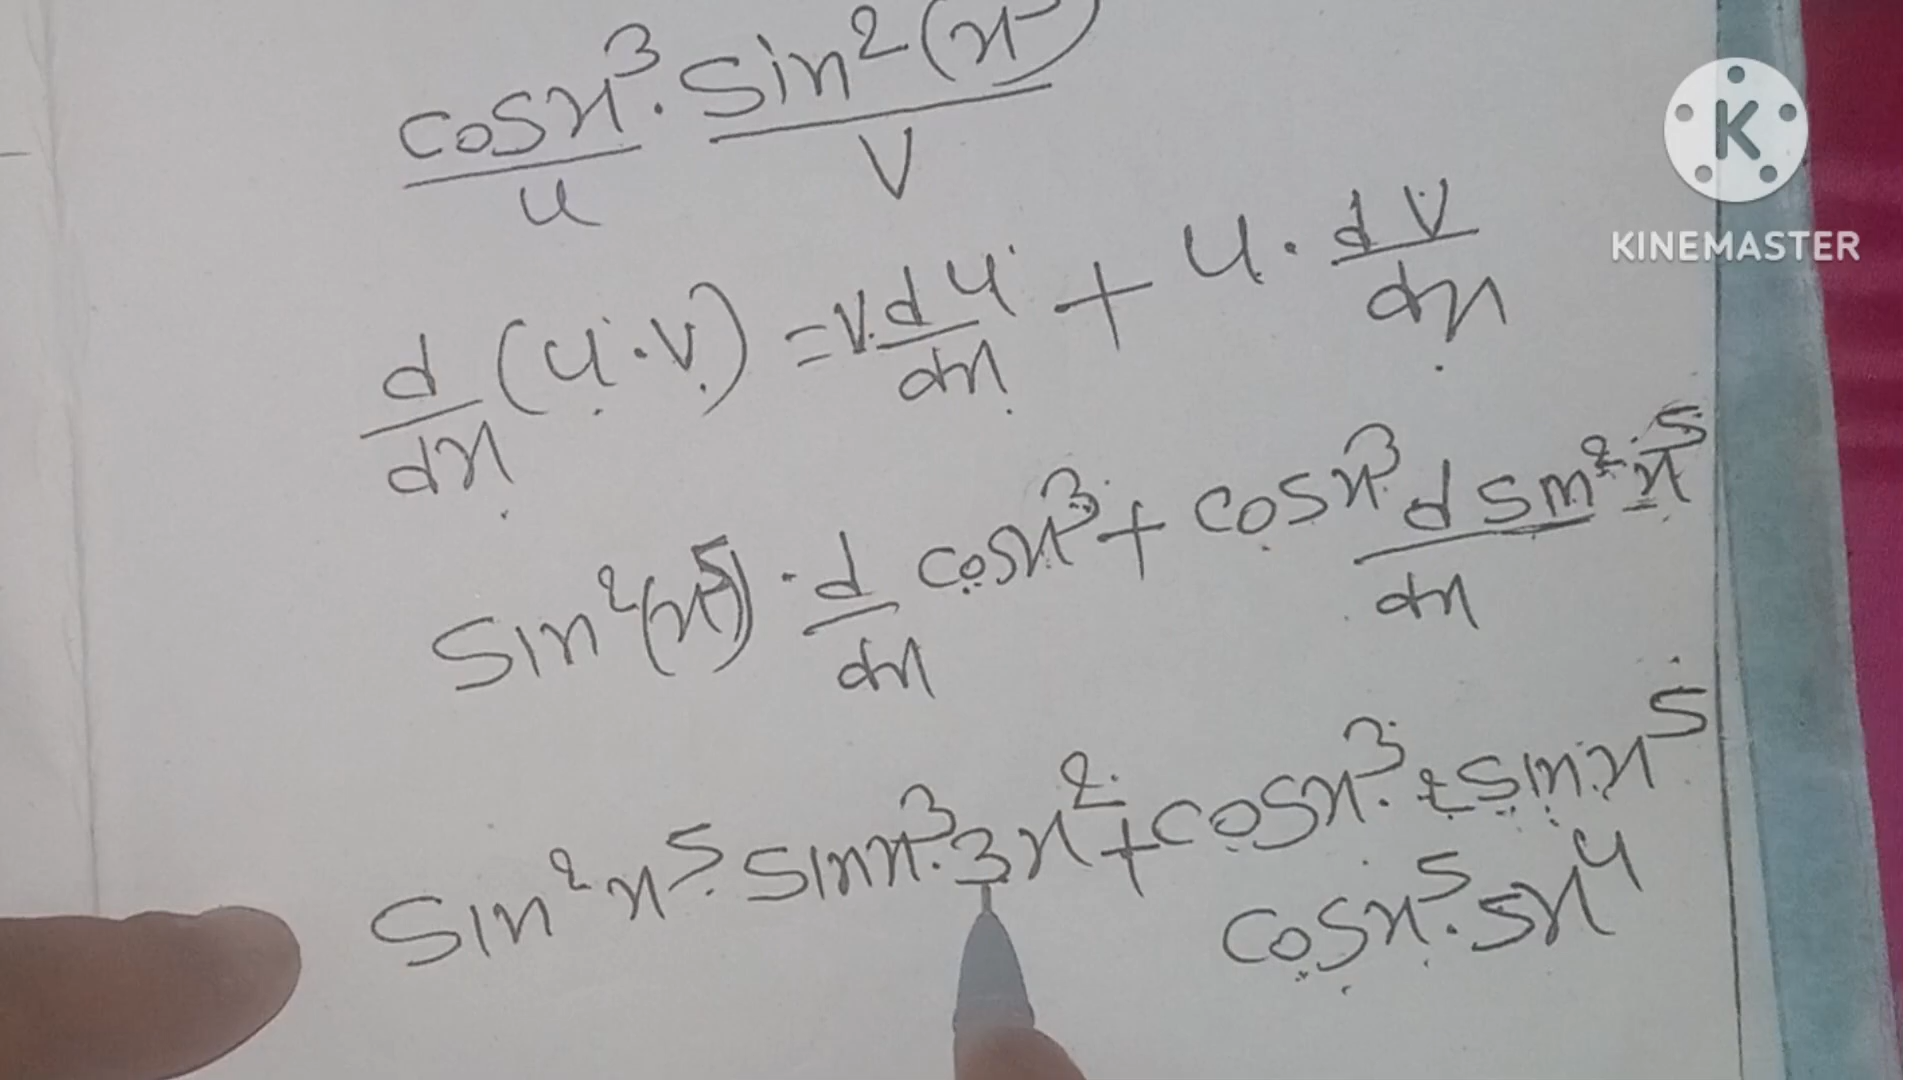 cos x³ . Sin²(x⁵)
u V
K
KINEMASTER
d/dx (u . v) = v . du/dx + u . dv/dx
Sin²(x⁵) . d/dx cos x³ + cos x³ d sin² x⁵/dx
Sin² x⁵ sin x³ . 3x² + cos x³ . 2 sin x⁵
cos x⁵ . 5x⁴